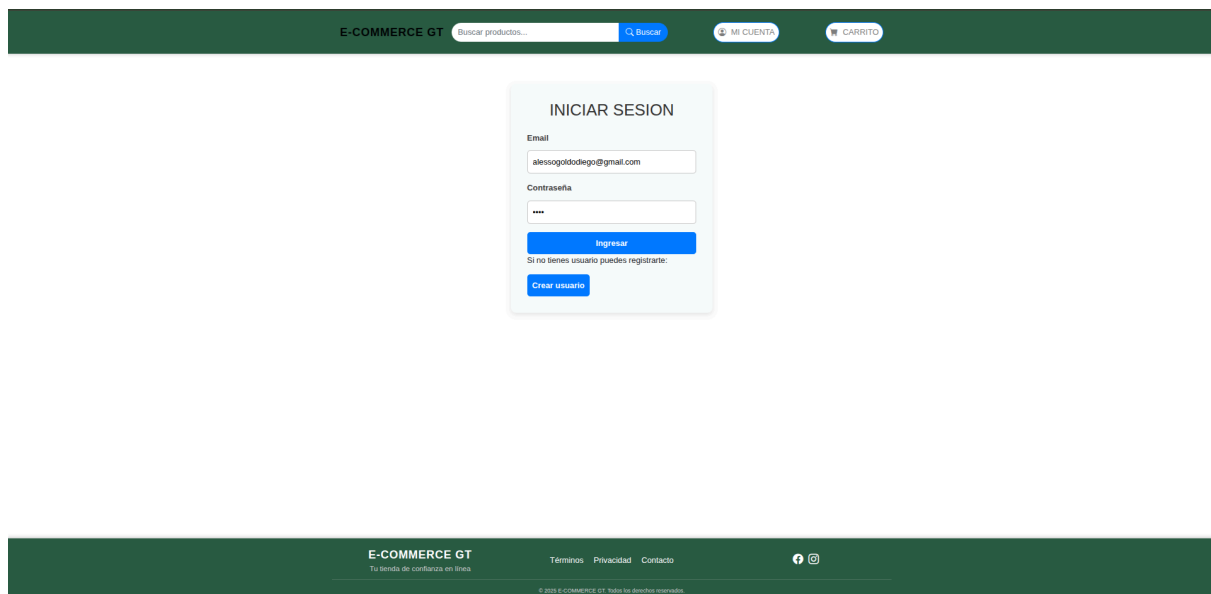 E-COMMERCE GT Buscar productos... Buscar MI CUENTA CARRITO
INICIAR SESION
Email
alessogoldodiego@gmail.com
Contraseña
••••
Ingresar
Si no tienes usuario puedes registrarte:
Crear usuario
E-COMMERCE GT
Tu tienda de confianza en línea
Términos Privacidad Contacto
© 2025 E-COMMERCE GT. Todos los derechos reservados.